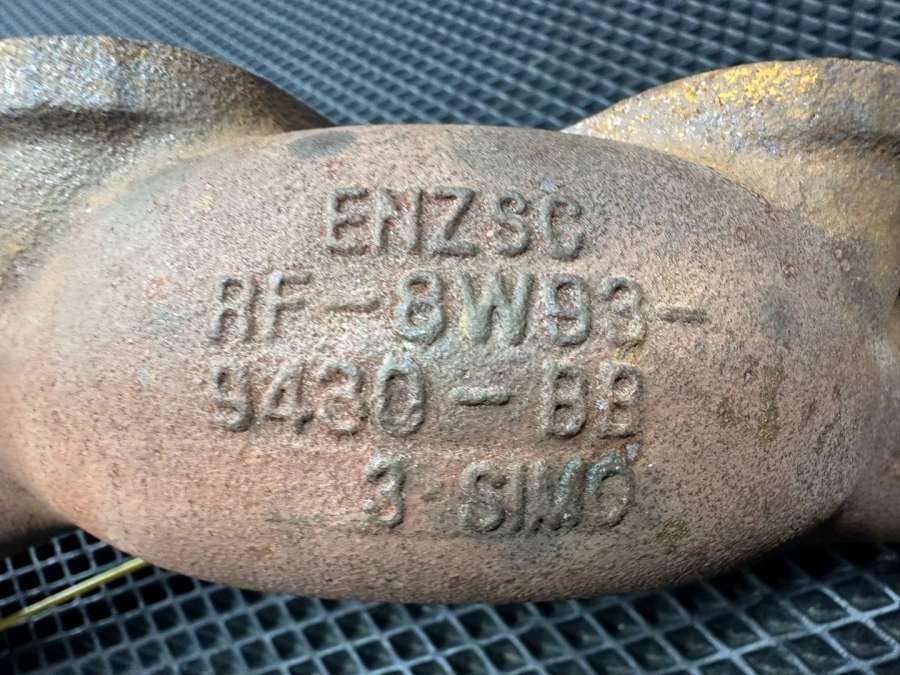 ENZSC
RF-8W93-
9430-BB
3-SIMO